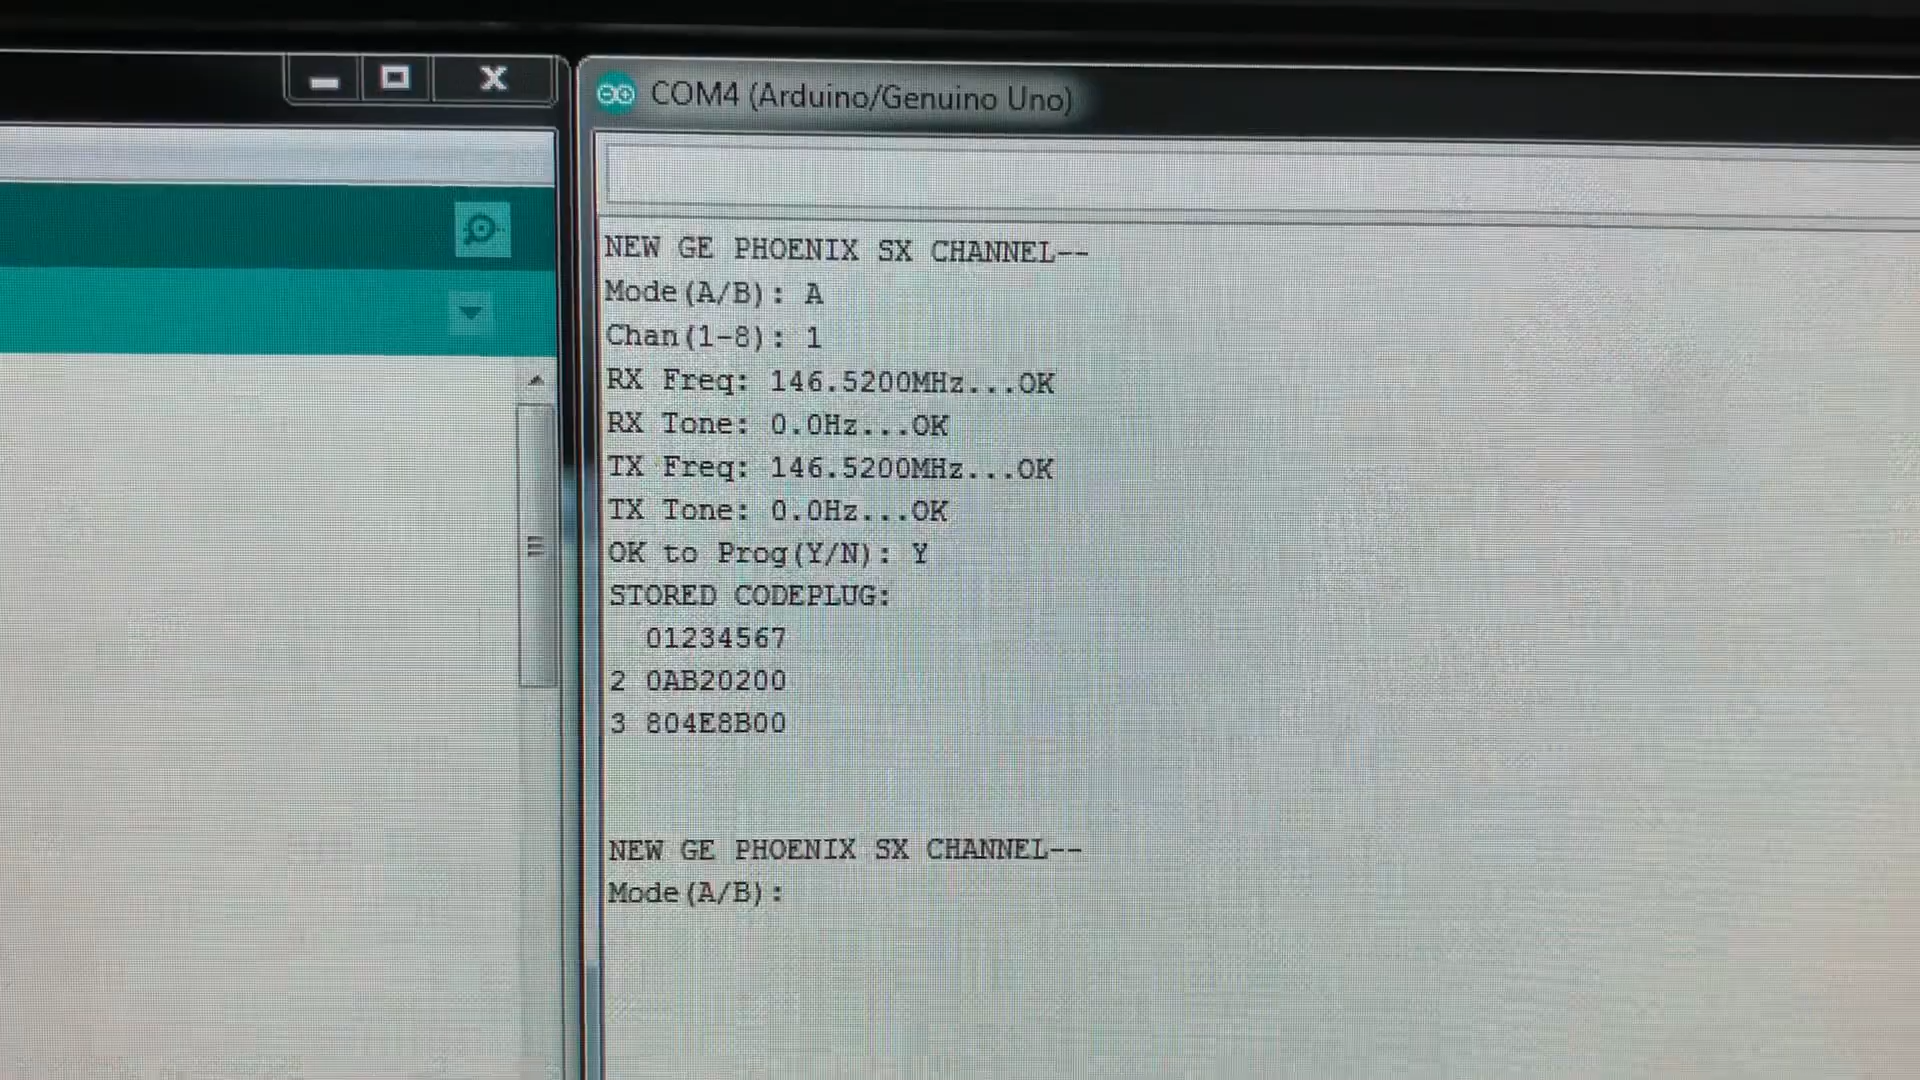 COM4 (Arduino/Genuino Uno)
NEW GE PHOENIX SX CHANNEL--
Mode(A/B): A
Chan(1-8): 1
RX Freq: 146.5200MHz...OK
RX Tone: 0.0Hz...OK
TX Freq: 146.5200MHz...OK
TX Tone: 0.0Hz...OK
OK to Prog(Y/N): Y
STORED CODEPLUG:
01234567
2 0AB20200
3 804E8B00
NEW GE PHOENIX SX CHANNEL--
Mode(A/B):